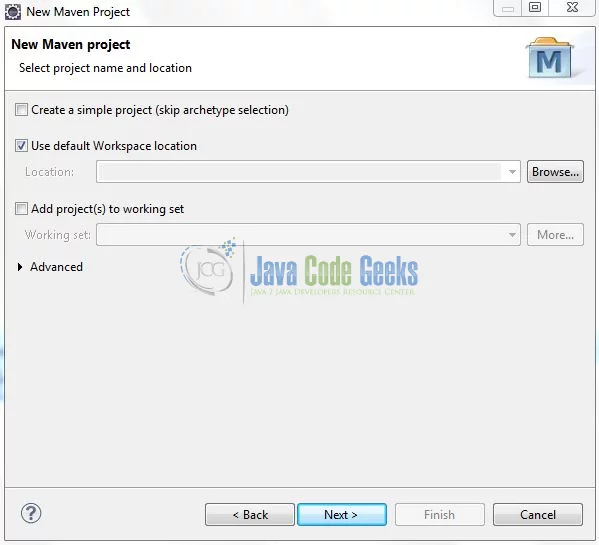 New Maven Project
New Maven project
Select project name and location
M
Create a simple project (skip archetype selection)
Use default Workspace location
Location:
Browse...
Add project(s) to working set
Working set:
More...
Advanced
JCG
Java Code Geeks
Java 2 Java Developers Resource Center
?
< Back
Next >
Finish
Cancel